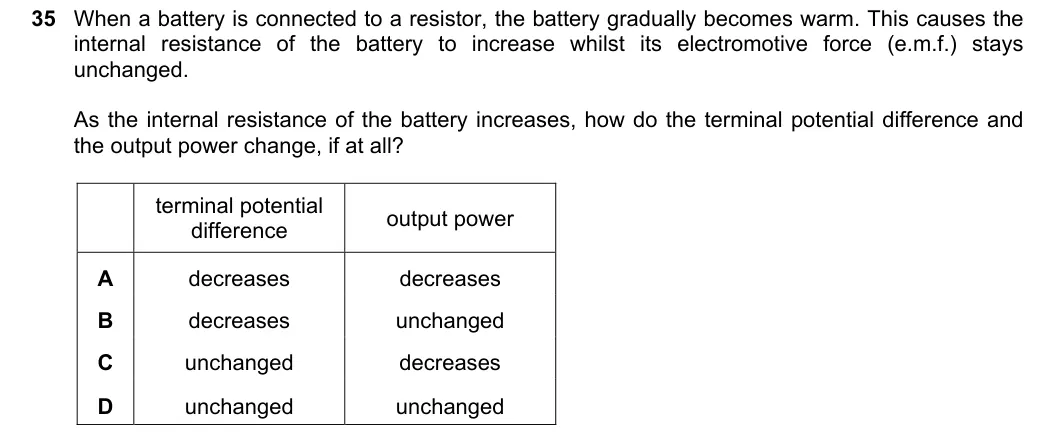 35 When a battery is connected to a resistor, the battery gradually becomes warm. This causes the
internal resistance of the battery to increase whilst its electromotive force (e.m.f.) stays
unchanged.
As the internal resistance of the battery increases, how do the terminal potential difference and
the output power change, if at all?
terminal potential
difference
output power
A decreases decreases
B decreases unchanged
C unchanged decreases
D unchanged unchanged